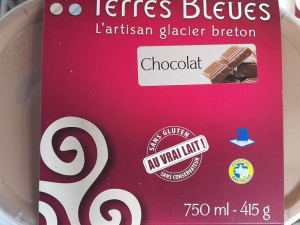 TERRES BLEUES
L'artisan glacier breton
Chocolat
SANS GLUTEN
AU VRAI LAIT !
SANS CONSERVATEUR
750 ml - 415 g